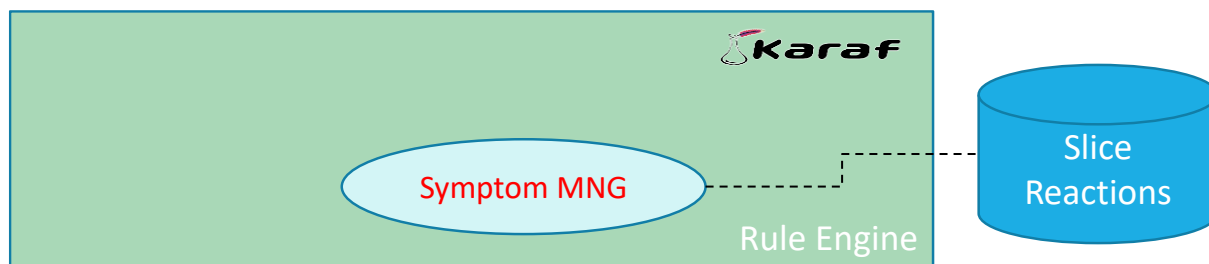 Karaf
Symptom MNG
Slice
Reactions
Rule Engine